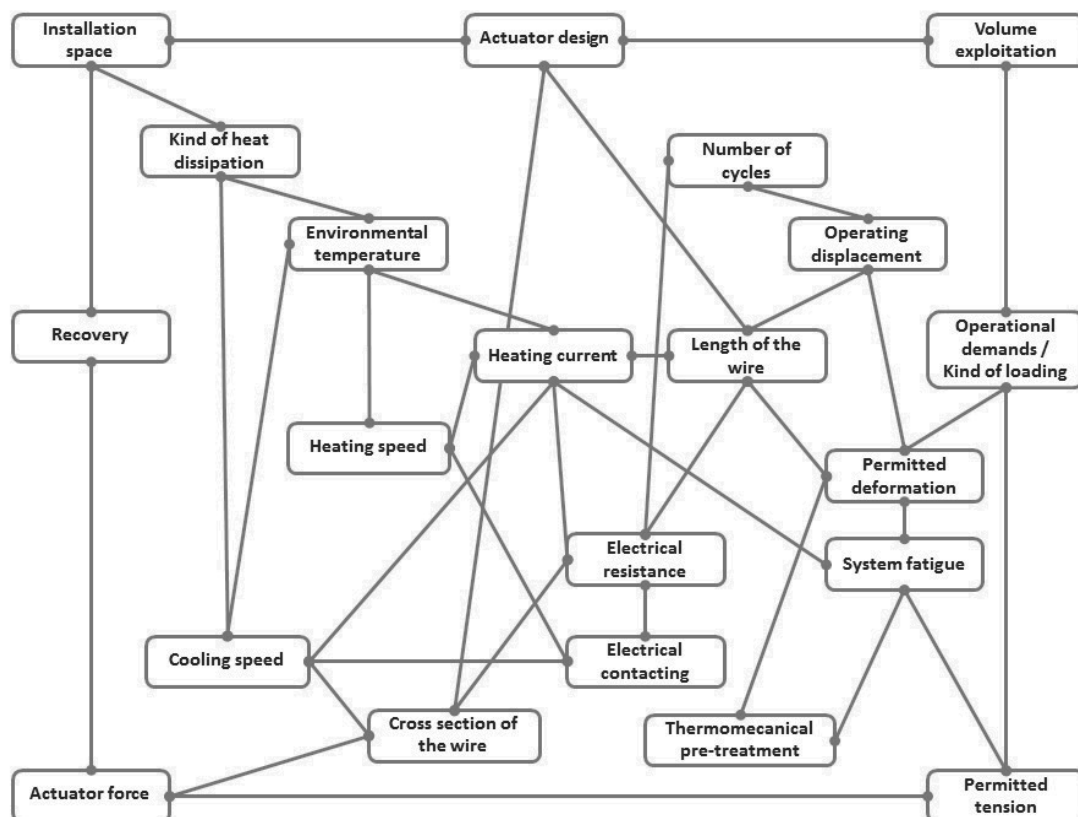 Installation
space
Actuator design
Volume
exploitation
Kind of heat
dissipation
Number of
cycles
Environmental
temperature
Operating
displacement
Recovery
Heating current
Length of the
wire
Operational
demands /
Kind of loading
Heating speed
Permitted
deformation
Electrical
resistance
System fatigue
Cooling speed
Electrical
contacting
Cross section of
the wire
Thermomecanical
pre-treatment
Actuator force
Permitted
tension